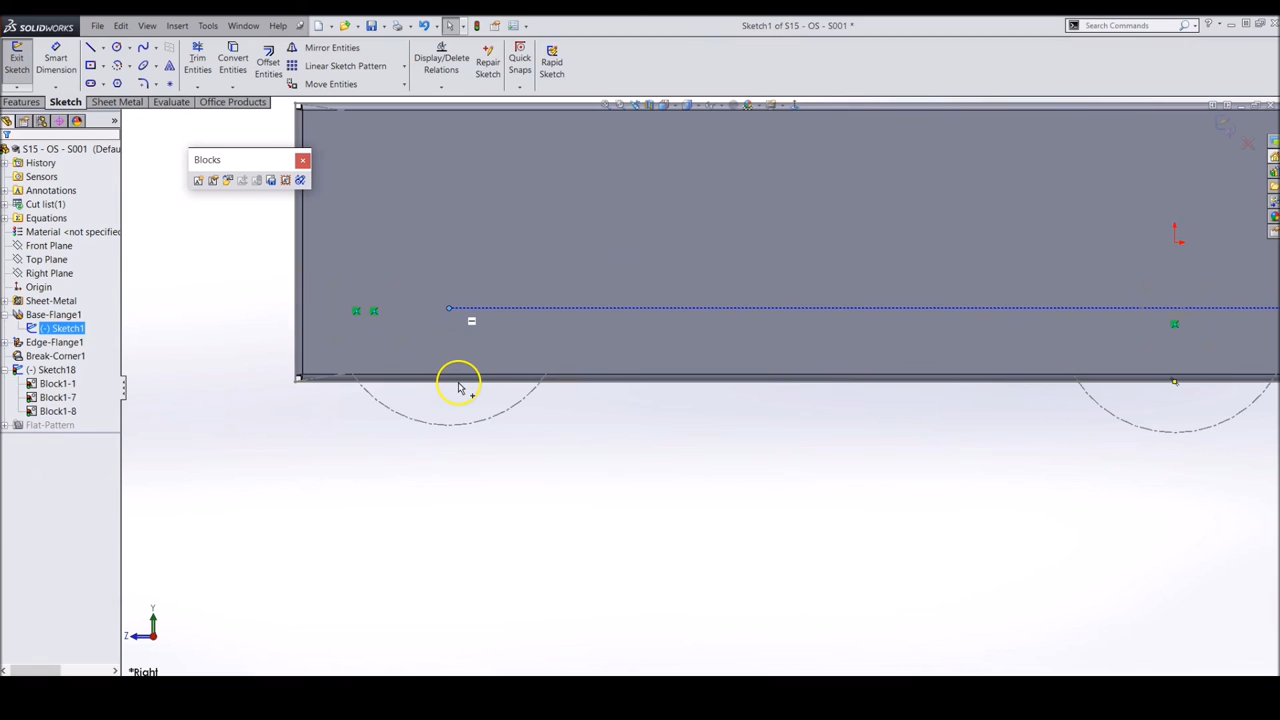 SOLIDWORKS File Edit View Insert Tools Window Help Sketch1 of S15 - OS - S001 * Search Commands ?
Exit Sketch
Smart Dimension
Trim Entities
Convert Entities
Offset Entities
Mirror Entities
Linear Sketch Pattern
Move Entities
Display/Delete Relations
Repair Sketch
Quick Snaps
Rapid Sketch
Features Sketch Sheet Metal Evaluate Office Products
S15 - OS - S001 (Defau
History
Sensors
Annotations
Cut list(1)
Equations
Material <not specified
Front Plane
Top Plane
Right Plane
Origin
Sheet-Metal
Base-Flange1
(-) Sketch1
Edge-Flange1
Break-Corner1
(-) Sketch18
Block1-1
Block1-7
Block1-8
Flat-Pattern
Blocks
Y
Z
*Right